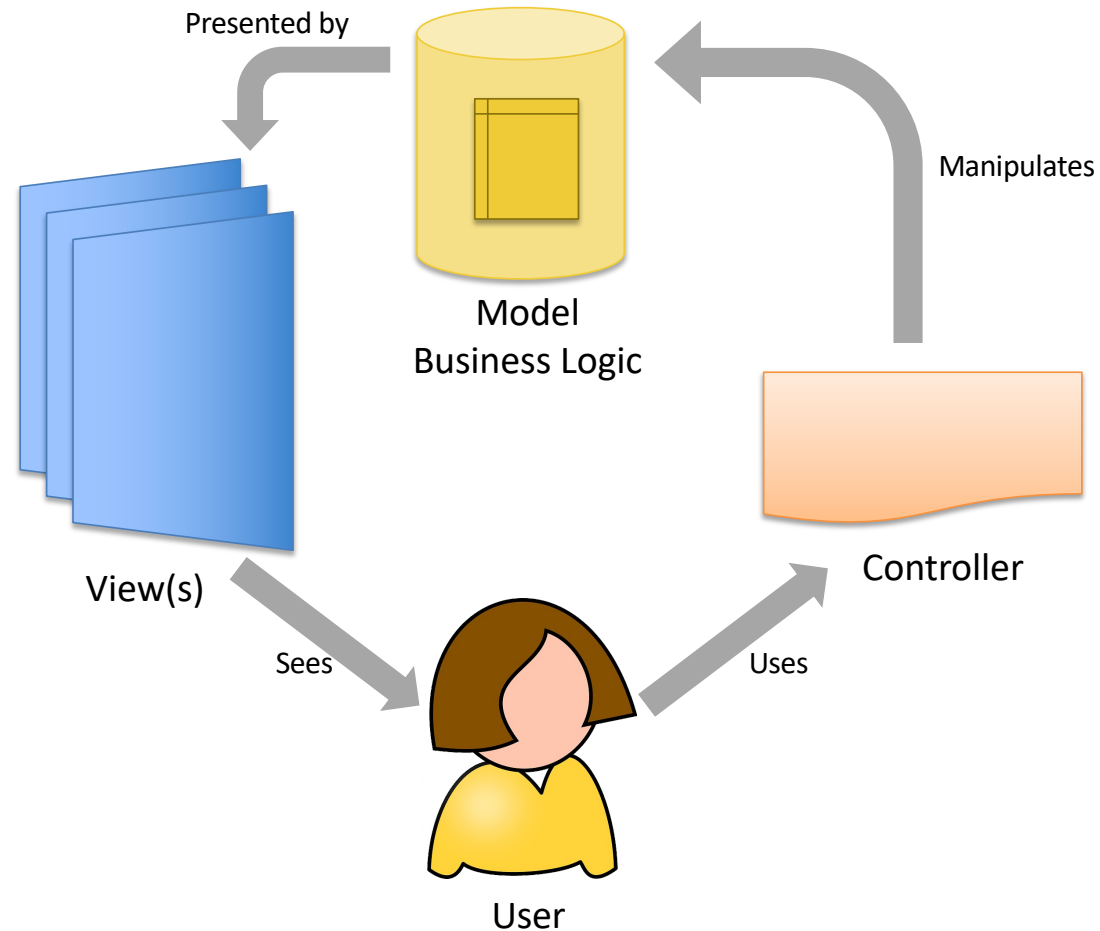 Presented by
Manipulates
Model
Business Logic
Controller
View(s)
Sees
Uses
User